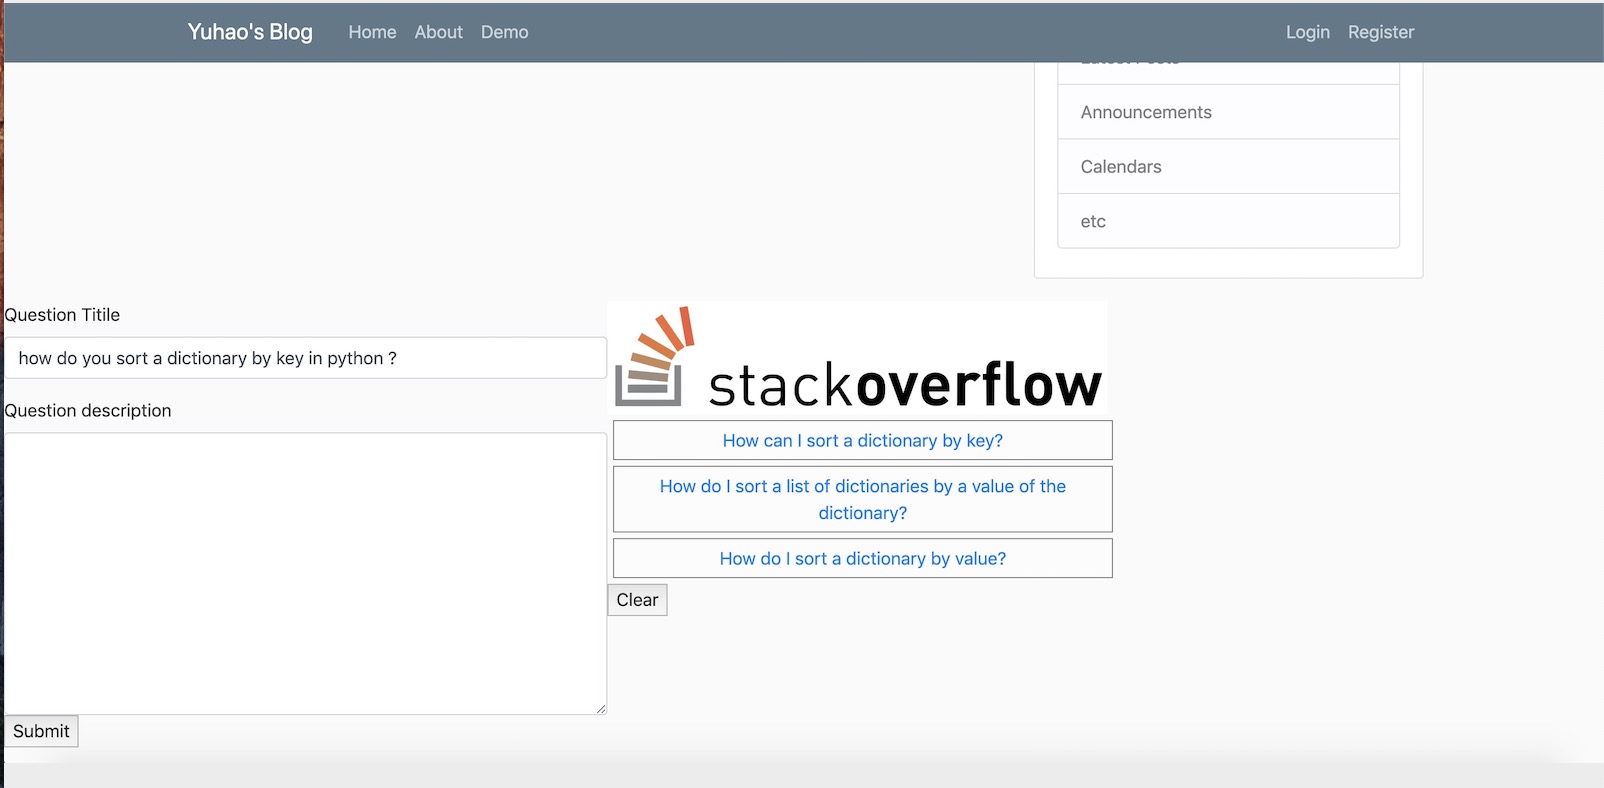 Yuhao's Blog Home About Demo Login Register
Announcements
Calendars
etc
Question Titile
how do you sort a dictionary by key in python ?
Question description
Submit
stackoverflow
How can I sort a dictionary by key?
How do I sort a list of dictionaries by a value of the
dictionary?
How do I sort a dictionary by value?
Clear